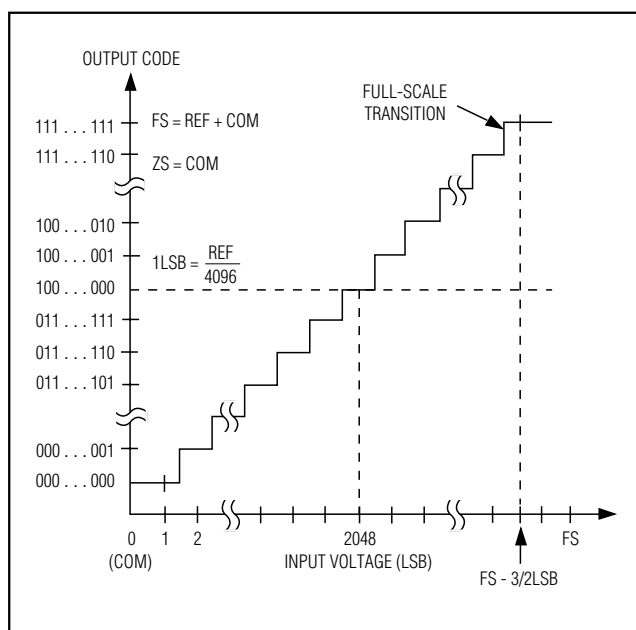 OUTPUT CODE
FULL-SCALE
TRANSITION
111 . . . 111
FS = REF + COM
111 . . . 110
ZS = COM
100 . . . 010
100 . . . 001
1LSB = REF
4096
100 . . . 000
011 . . . 111
011 . . . 110
011 . . . 101
000 . . . 001
000 . . . 000
0 1 2 2048 FS
(COM)
INPUT VOLTAGE (LSB)
FS - 3/2LSB